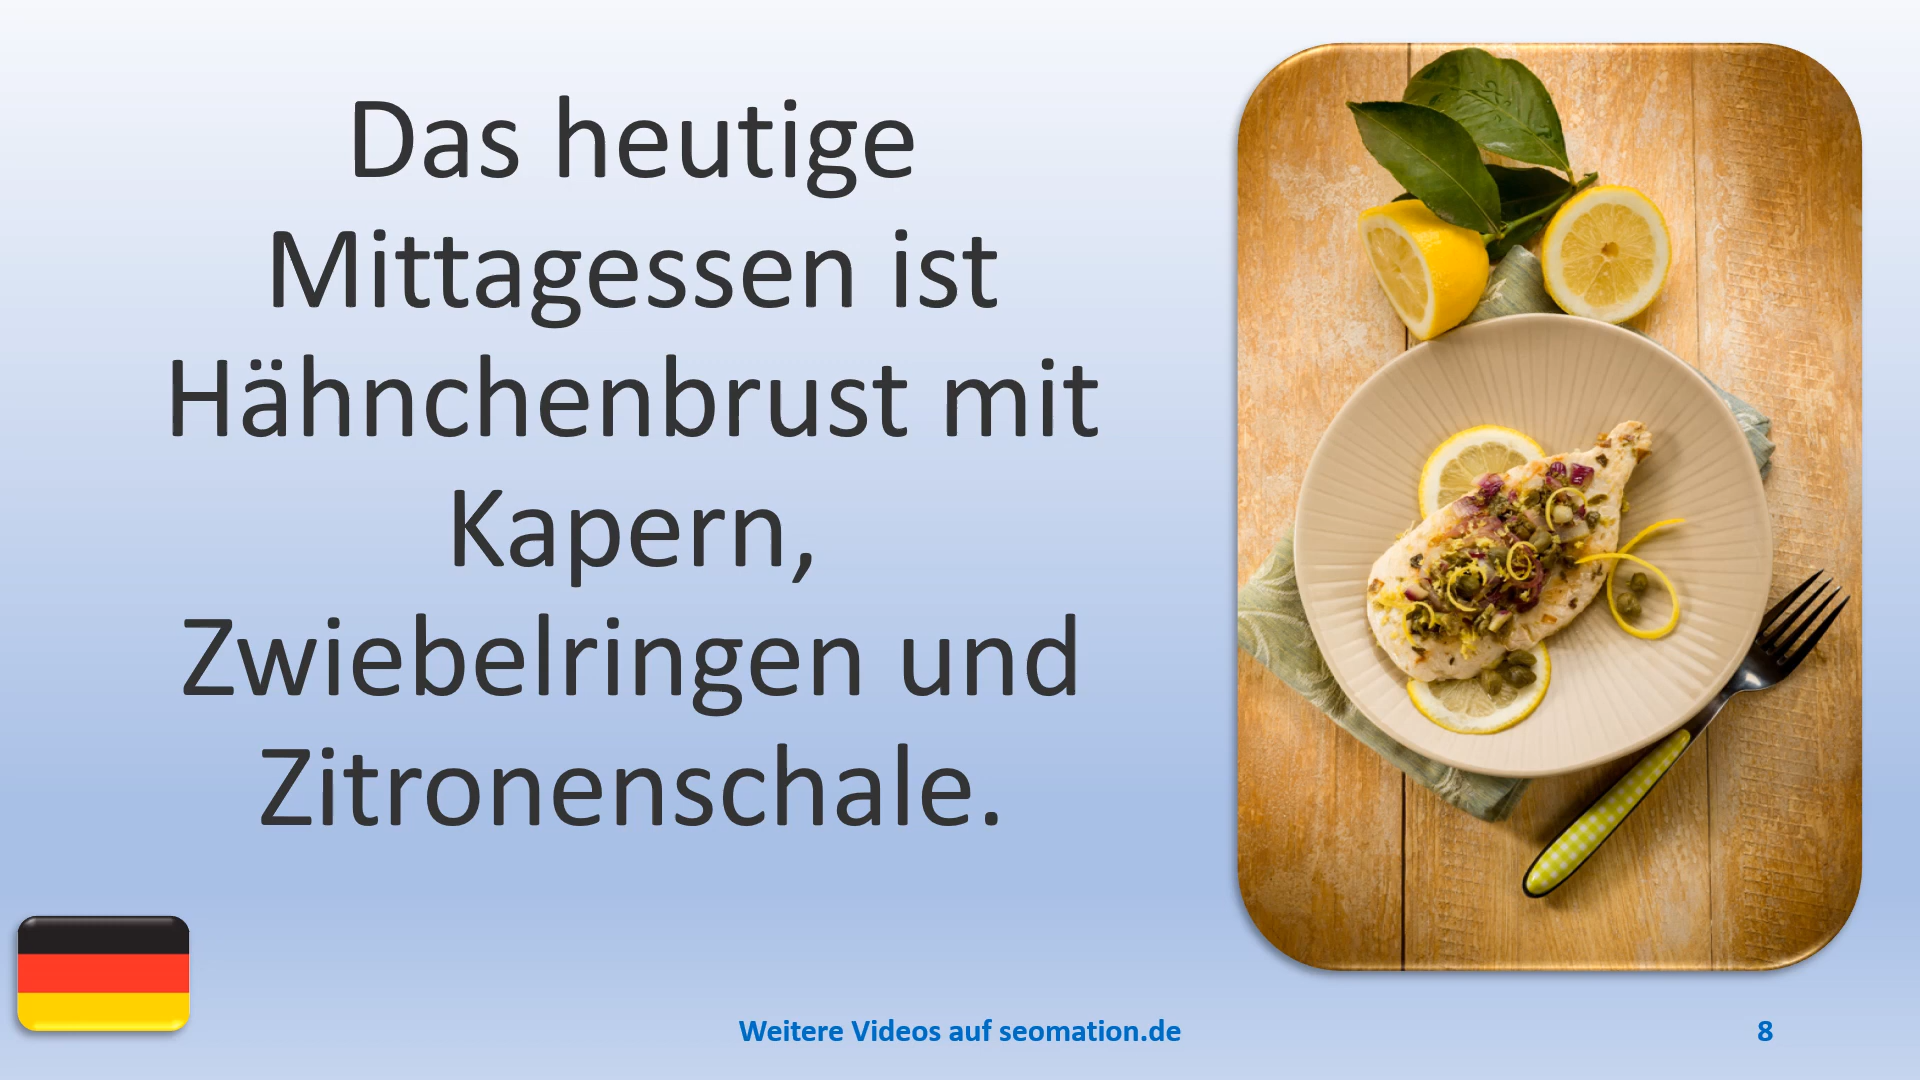 Das heutige
Mittagessen ist
Hähnchenbrust mit
Kapern,
Zwiebelringen und
Zitronenschale.
Weitere Videos auf seomation.de
8